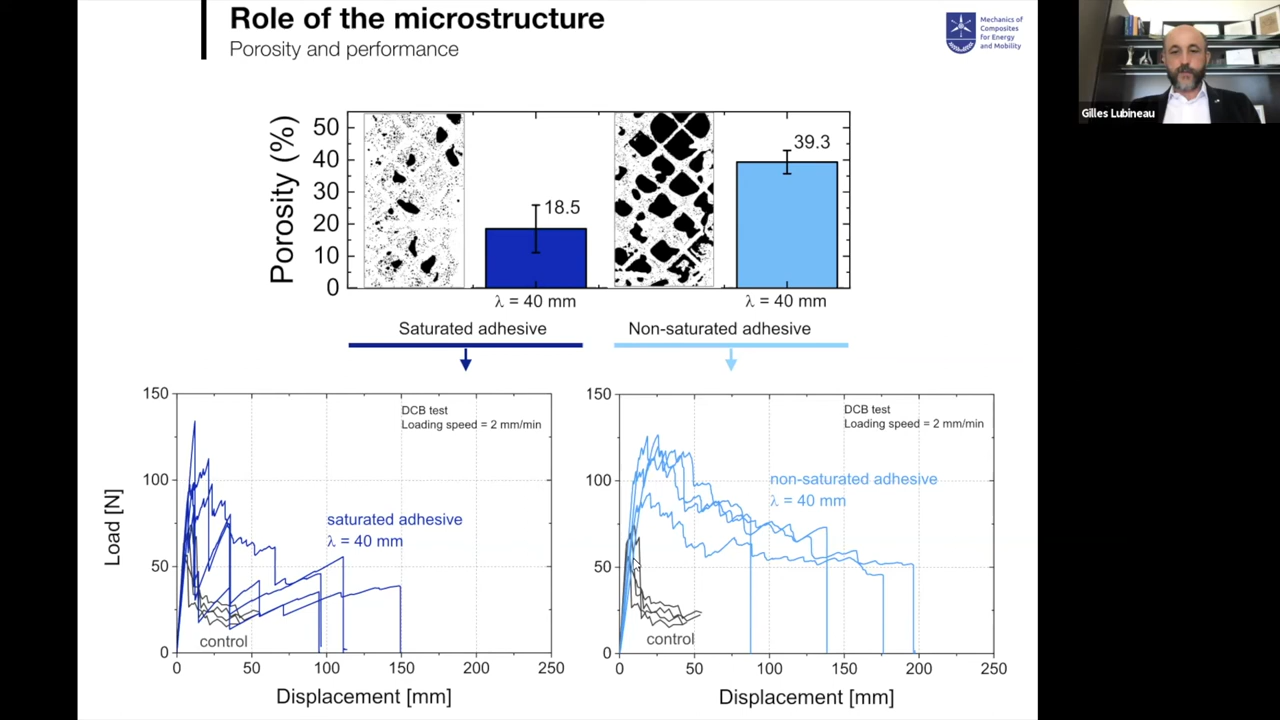 Role of the microstructure
Porosity and performance
Mechanics of
Composites
for Energy
and Mobility
Gilles Lubineau
Porosity (%)
50
40
30
20
10
0
18.5
39.3
λ = 40 mm
λ = 40 mm
Saturated adhesive
Non-saturated adhesive
Load [N]
150
100
50
0
DCB test
Loading speed = 2 mm/min
saturated adhesive
λ = 40 mm
control
0
50
100
150
200
250
Displacement [mm]
150
100
50
0
DCB test
Loading speed = 2 mm/min
non-saturated adhesive
λ = 40 mm
control
0
50
100
150
200
250
Displacement [mm]